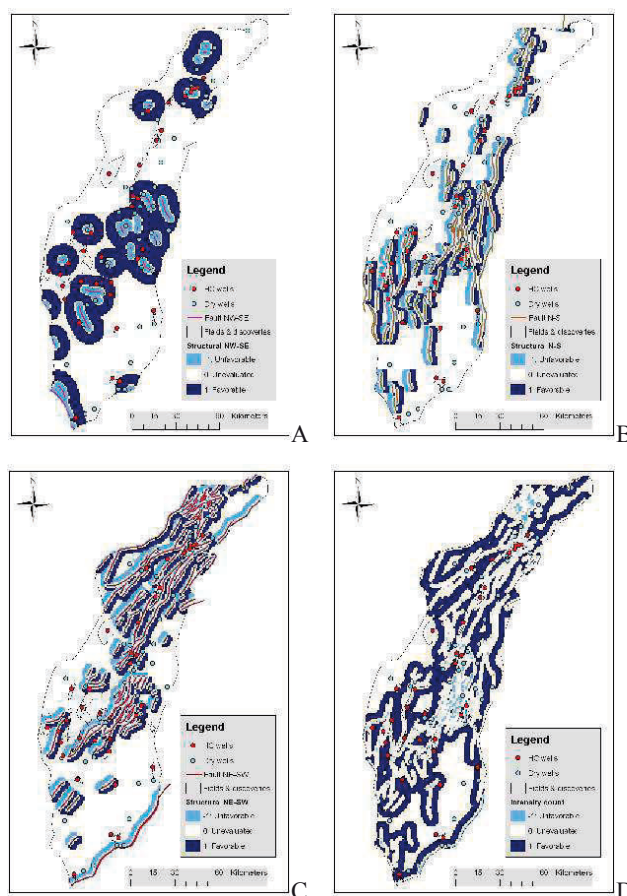 Legend
HC wells
Dry wells
Fault NW-SE
Fields & discoveries
Structural NW-SE
-1, Unfavorable
0, Unevaluated
1, Favorable
0 15 30 60 Kilometers
A
Legend
HC wells
Dry wells
Fault N-S
Fields & discoveries
Structural N-S
-1, Unfavorable
0, Unevaluated
1, Favorable
0 15 30 60 Kilometers
B
Legend
HC wells
Dry wells
Fault NE-SW
Fields & discoveries
Structural NE-SW
Unfavorable
0, Unevaluated
1, Favorable
0 15 30 60 Kilometers
C
Legend
HC wells
Dry wells
Fields & discoveries
Intensity count
Unfavorable
0, Unevaluated
1, Favorable
0 15 30 60 Kilometers